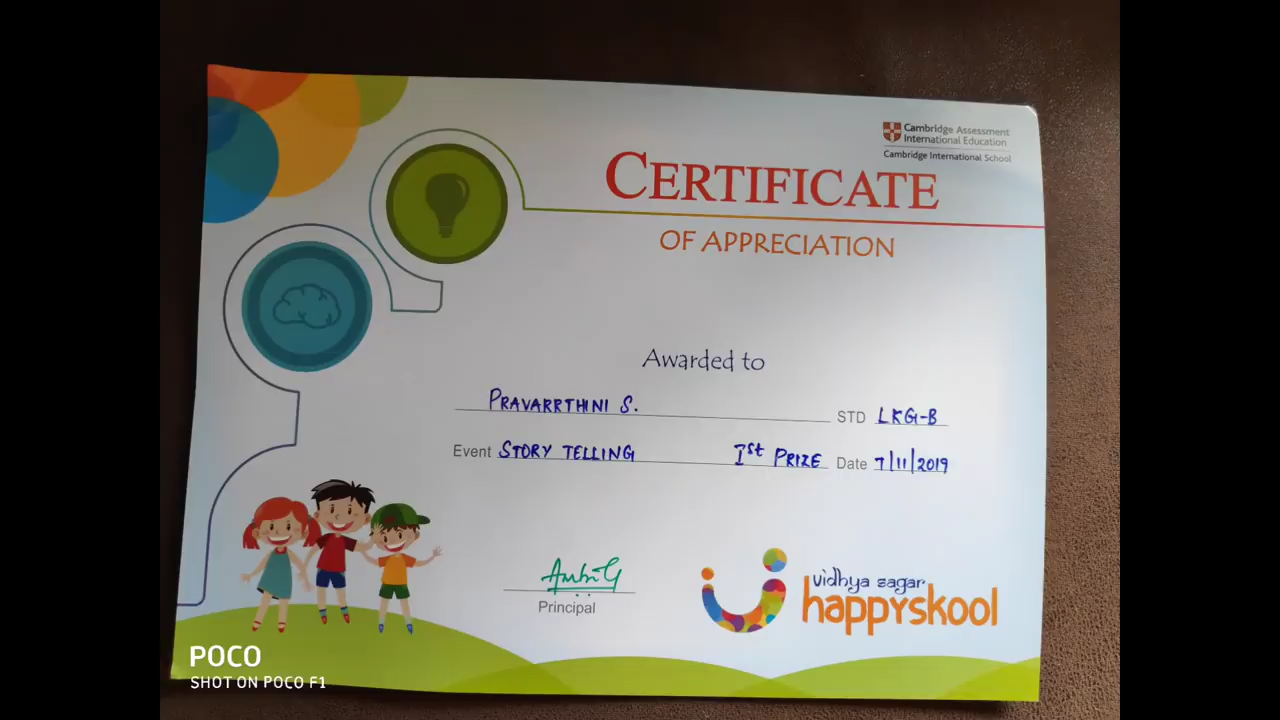 Cambridge Assessment
International Education
Cambridge International School
CERTIFICATE
OF APPRECIATION
Awarded to
PRAVARRTHINI S. STD LKG-B
Event STORY TELLING Ist PRIZE Date 7/11/2019
Principal
vidhya sagar
happyskool
POCO
SHOT ON POCO F1